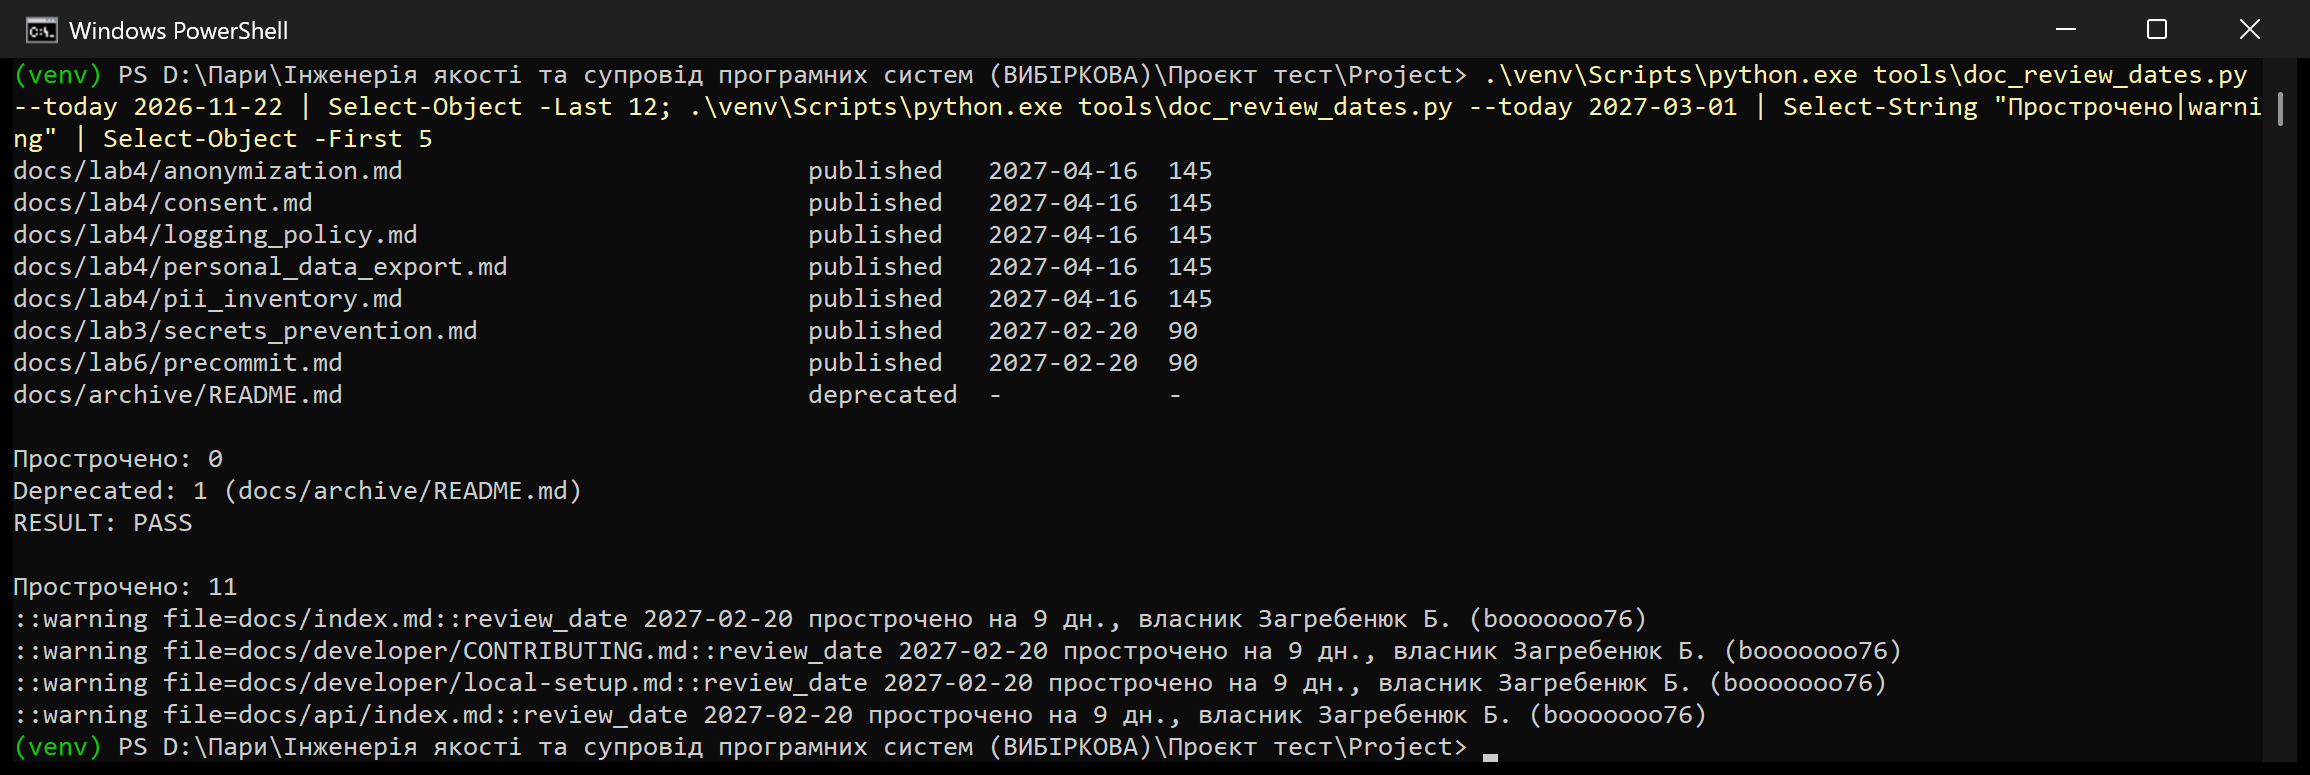 Windows PowerShell
(venv) PS D:\Пари\Інженерія якості та супровід програмних систем (ВИБІРКОВА)\Проєкт тест\Project> .\venv\Scripts\python.exe tools\doc_review_dates.py
--today 2026-11-22 | Select-Object -Last 12; .\venv\Scripts\python.exe tools\doc_review_dates.py --today 2027-03-01 | Select-String "Прострочено|warni
ng" | Select-Object -First 5
docs/lab4/anonymization.md published 2027-04-16 145
docs/lab4/consent.md published 2027-04-16 145
docs/lab4/logging_policy.md published 2027-04-16 145
docs/lab4/personal_data_export.md published 2027-04-16 145
docs/lab4/pii_inventory.md published 2027-04-16 145
docs/lab3/secrets_prevention.md published 2027-02-20 90
docs/lab6/precommit.md published 2027-02-20 90
docs/archive/README.md deprecated - -
Прострочено: 0
Deprecated: 1 (docs/archive/README.md)
RESULT: PASS
Прострочено: 11
::warning file=docs/index.md::review_date 2027-02-20 прострочено на 9 дн., власник Загребенюк Б. (booooooo76)
::warning file=docs/developer/CONTRIBUTING.md::review_date 2027-02-20 прострочено на 9 дн., власник Загребенюк Б. (booooooo76)
::warning file=docs/developer/local-setup.md::review_date 2027-02-20 прострочено на 9 дн., власник Загребенюк Б. (booooooo76)
::warning file=docs/api/index.md::review_date 2027-02-20 прострочено на 9 дн., власник Загребенюк Б. (booooooo76)
(venv) PS D:\Пари\Інженерія якості та супровід програмних систем (ВИБІРКОВА)\Проєкт тест\Project>